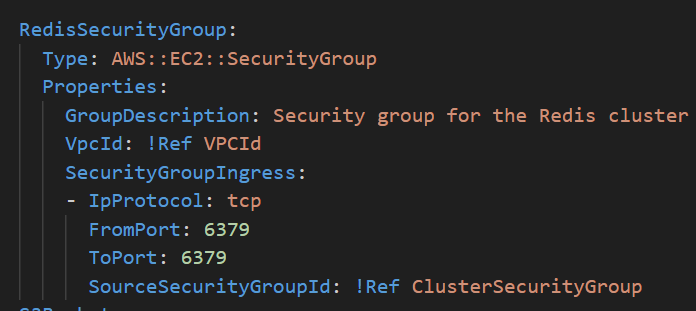 RedisSecurityGroup:
Type: AWS::EC2::SecurityGroup
Properties:
GroupDescription: Security group for the Redis cluster
VpcId: !Ref VPCId
SecurityGroupIngress:
- IpProtocol: tcp
FromPort: 6379
ToPort: 6379
SourceSecurityGroupId: !Ref ClusterSecurityGroup